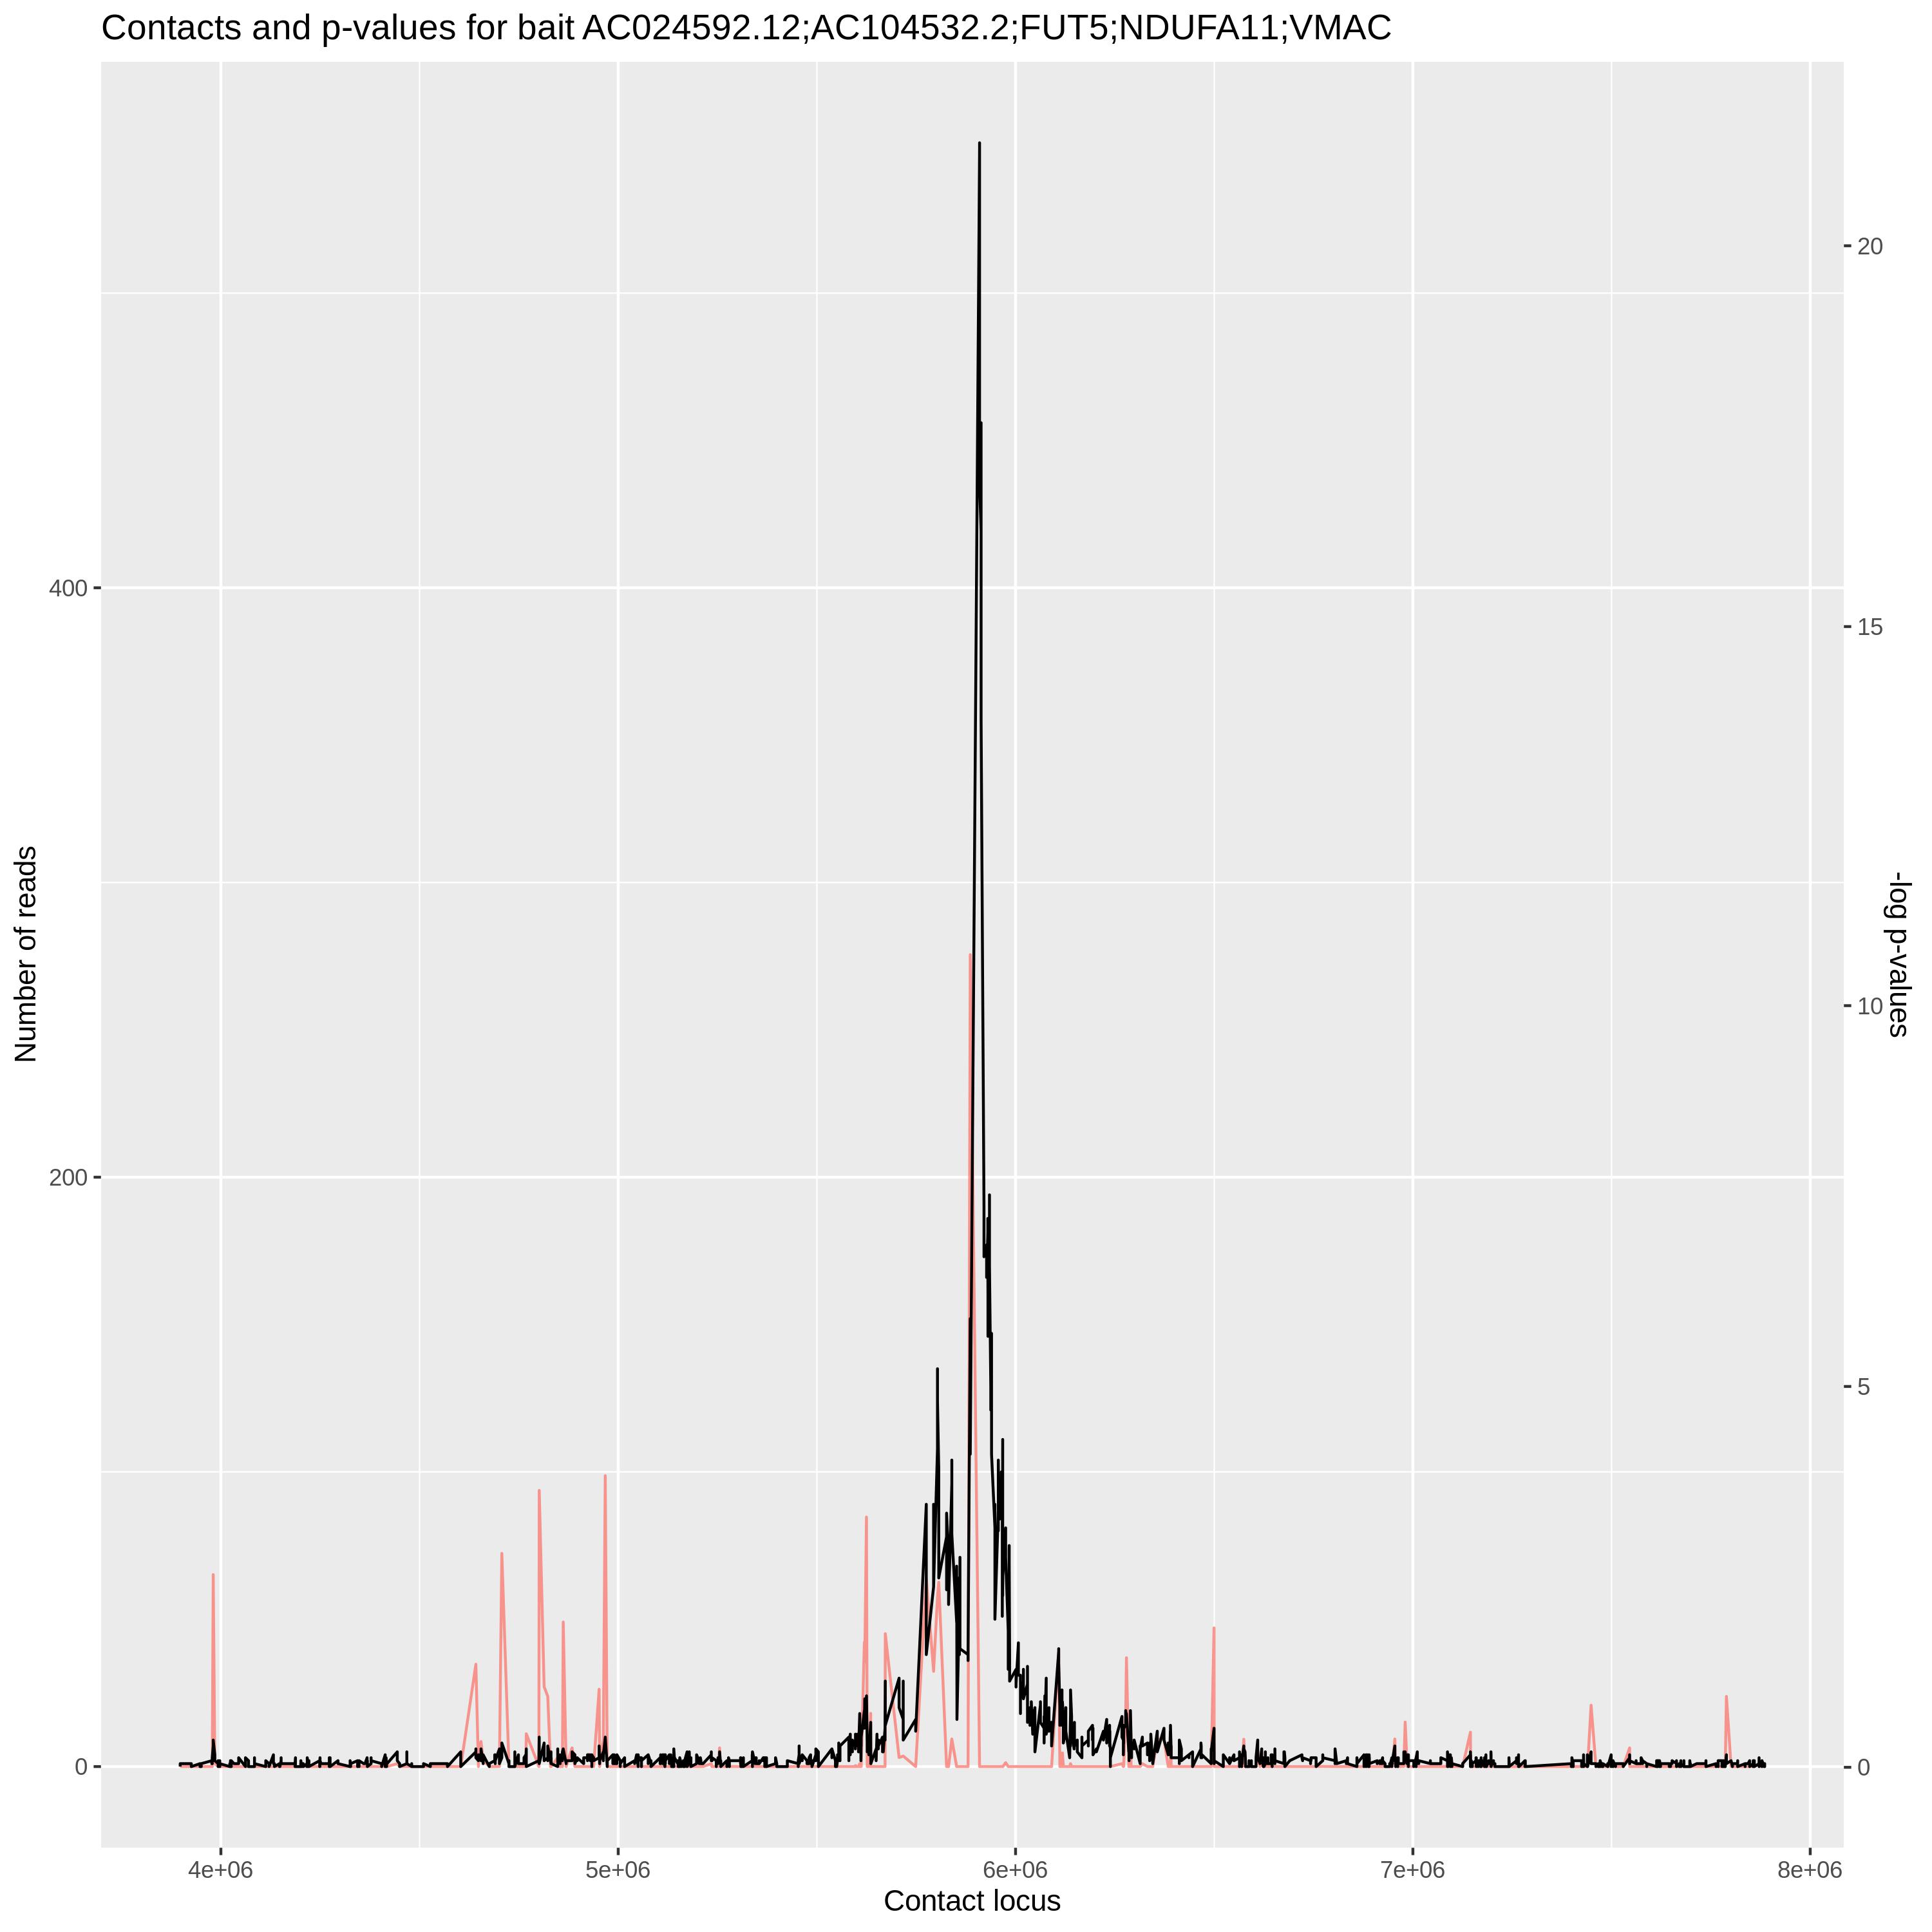 Contacts and p-values for bait AC024592.12;AC104532.2;FUT5;NDUFA11;VMAC
20
400
15
Number of reads
-log p-values
10
200
5
0
0
4e+06
5e+06
6e+06
7e+06
8e+06
Contact locus